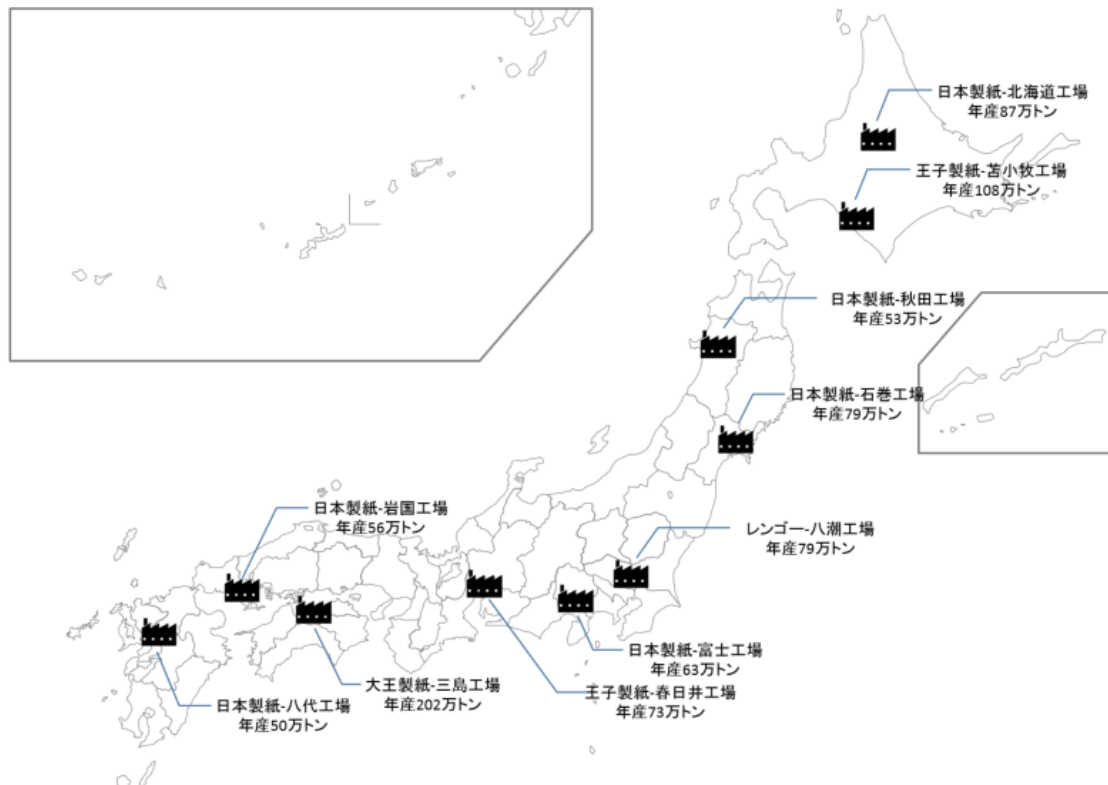 日本製紙-北海道工場
年産87万トン
王子製紙-苫小牧工場
年産108万トン
日本製紙-秋田工場
年産53万トン
日本製紙-石巻工場
年産79万トン
日本製紙-岩国工場
年産56万トン
レンゴー-八潮工場
年産79万トン
日本製紙-富士工場
年産63万トン
大王製紙-三島工場
年産202万トン
王子製紙-春日井工場
年産73万トン
日本製紙-八代工場
年産50万トン